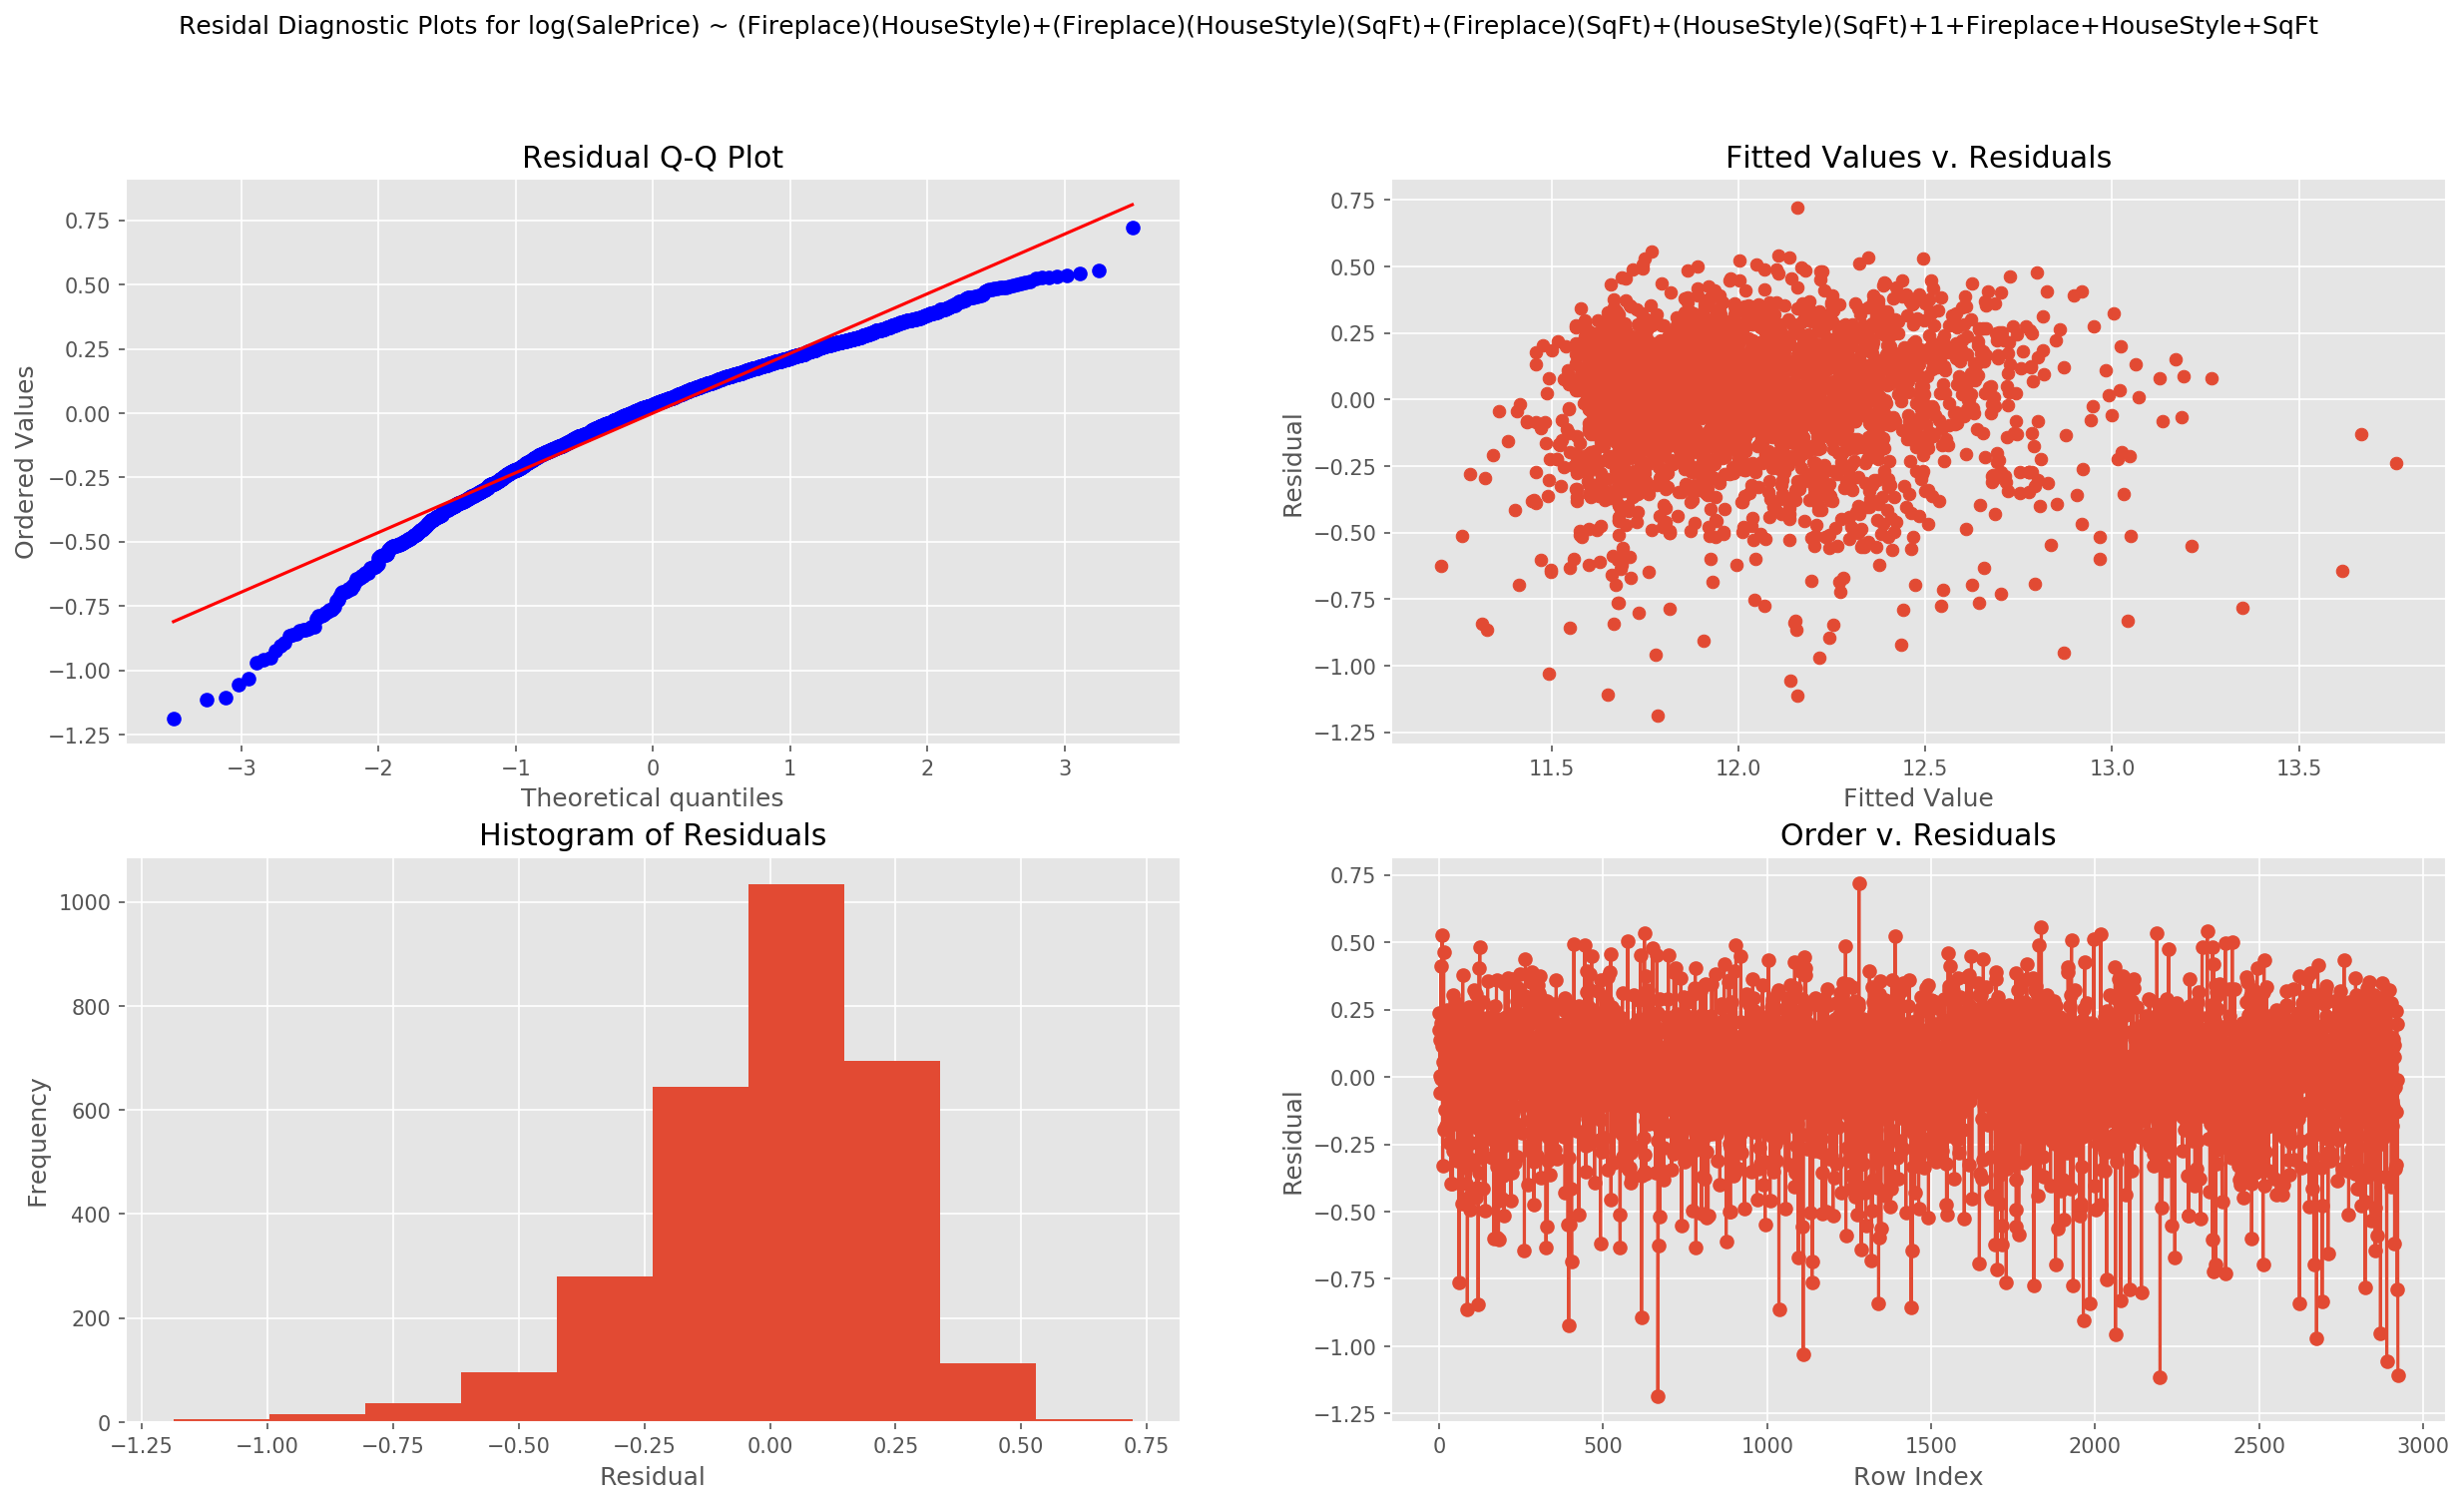 Residal Diagnostic Plots for log(SalePrice) ~ (Fireplace)(HouseStyle)+(Fireplace)(HouseStyle)(SqFt)+(Fireplace)(SqFt)+(HouseStyle)(SqFt)+1+Fireplace+HouseStyle+SqFt
Residual Q-Q Plot
Ordered Values
0.75
0.50
0.25
0.00
−0.25
−0.50
−0.75
−1.00
−1.25
−3 −2 −1 0 1 2 3
Theoretical quantiles
Fitted Values v. Residuals
Residual
0.75
0.50
0.25
0.00
−0.25
−0.50
−0.75
−1.00
−1.25
11.5 12.0 12.5 13.0 13.5
Fitted Value
Histogram of Residuals
Frequency
1000
800
600
400
200
0
−1.25 −1.00 −0.75 −0.50 −0.25 0.00 0.25 0.50 0.75
Residual
Order v. Residuals
Residual
0.75
0.50
0.25
0.00
−0.25
−0.50
−0.75
−1.00
−1.25
0 500 1000 1500 2000 2500 3000
Row Index